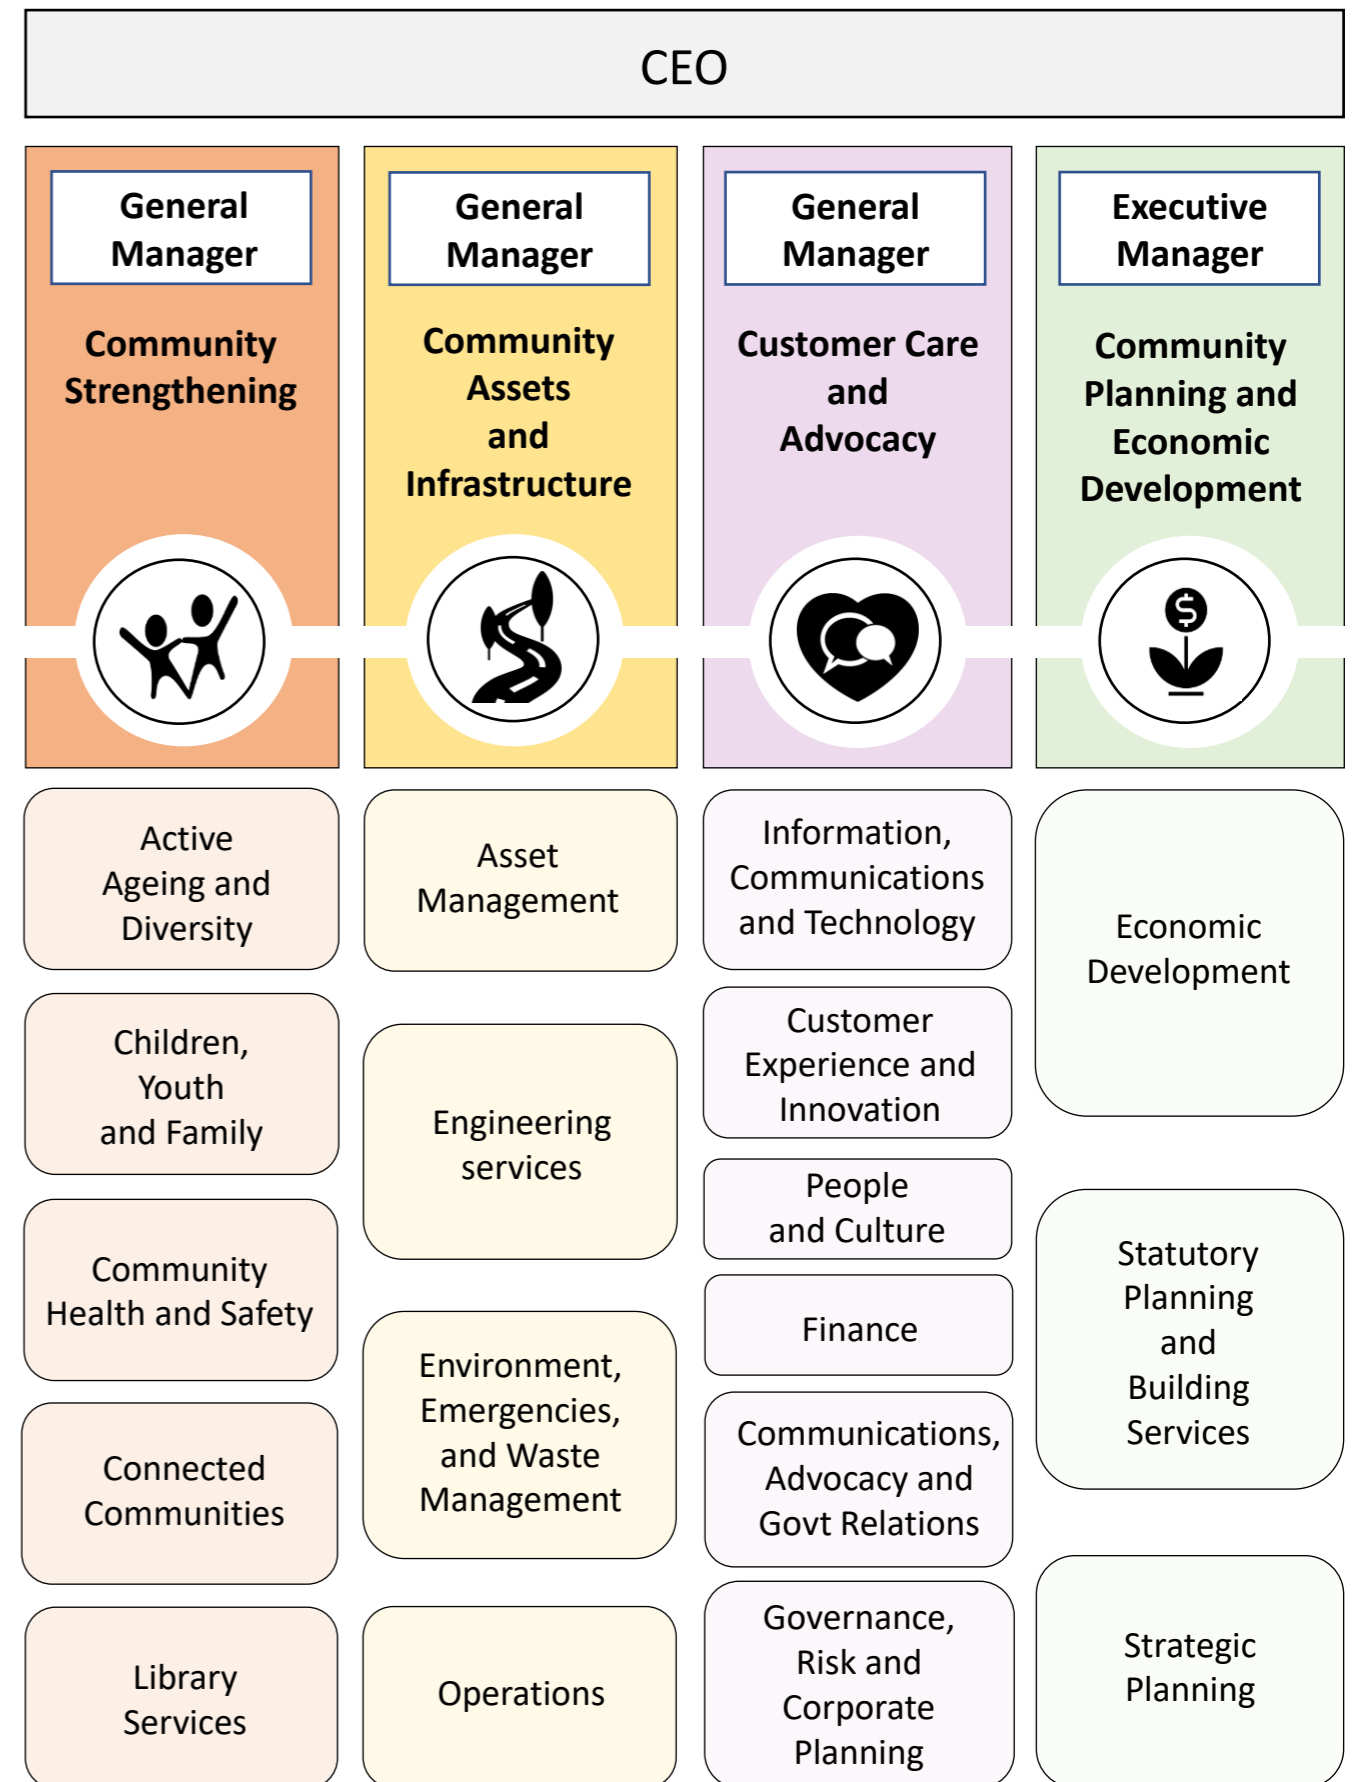 CEO
General
Manager
Community
Strengthening
General
Manager
Community
Assets
and
Infrastructure
General
Manager
Customer Care
and
Advocacy
Executive
Manager
Community
Planning and
Economic
Development
$
Active
Ageing and
Diversity
Children,
Youth
and Family
Community
Health and Safety
Connected
Communities
Library
Services
Asset
Management
Engineering
services
Environment,
Emergencies,
and Waste
Management
Operations
Information,
Communications
and Technology
Customer
Experience and
Innovation
People
and Culture
Finance
Communications,
Advocacy and
Govt Relations
Governance,
Risk and
Corporate
Planning
Economic
Development
Statutory
Planning
and
Building
Services
Strategic
Planning